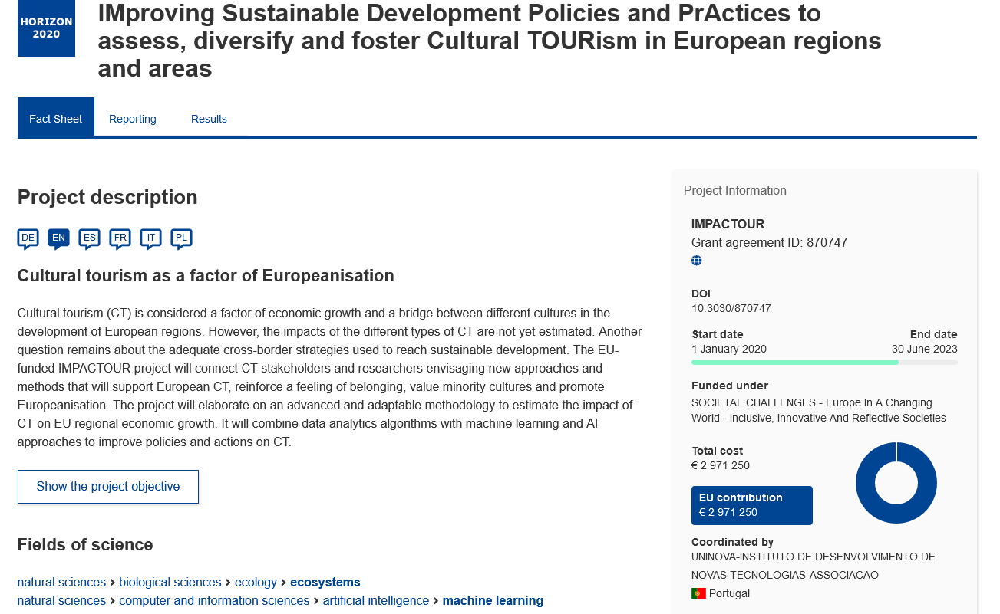 HORIZON
2020
IMproving Sustainable Development Policies and PrActices to
assess, diversify and foster Cultural TOURism in European regions
and areas
Fact Sheet
Reporting
Results
Project description
DE
EN
ES
FR
IT
PL
Cultural tourism as a factor of Europeanisation
Cultural tourism (CT) is considered a factor of economic growth and a bridge between different cultures in the
development of European regions. However, the impacts of the different types of CT are not yet estimated. Another
question remains about the adequate cross-border strategies used to reach sustainable development. The EU-
funded IMPACTOUR project will connect CT stakeholders and researchers envisaging new approaches and
methods that will support European CT, reinforce a feeling of belonging, value minority cultures and promote
Europeanisation. The project will elaborate on an advanced and adaptable methodology to estimate the impact of
CT on EU regional economic growth. It will combine data analytics algorithms with machine learning and AI
approaches to improve policies and actions on CT.
Show the project objective
Fields of science
natural sciences > biological sciences > ecology > ecosystems
natural sciences > computer and information sciences > artificial intelligence > machine learning
Project Information
IMPACTOUR
Grant agreement ID: 870747
DOI
10.3030/870747
Start date
1 January 2020
End date
30 June 2023
Funded under
SOCIETAL CHALLENGES - Europe In A Changing
World - Inclusive, Innovative And Reflective Societies
Total cost
€ 2 971 250
EU contribution
€ 2 971 250
Coordinated by
UNINOVA-INSTITUTO DE DESENVOLVIMENTO DE
NOVAS TECNOLOGIAS-ASSOCIACAO
Portugal